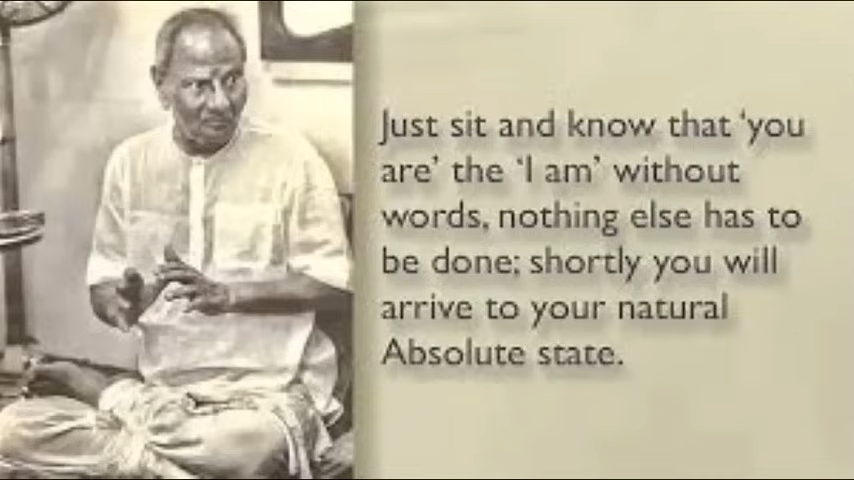 Just sit and know that ‘you
are’ the ‘I am’ without
words, nothing else has to
be done; shortly you will
arrive to your natural
Absolute state.